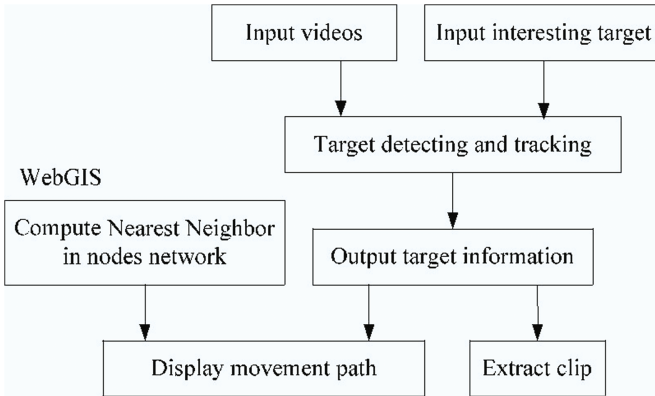 Input videos
Input interesting target
Target detecting and tracking
WebGIS
Compute Nearest Neighbor
in nodes network
Output target information
Display movement path
Extract clip